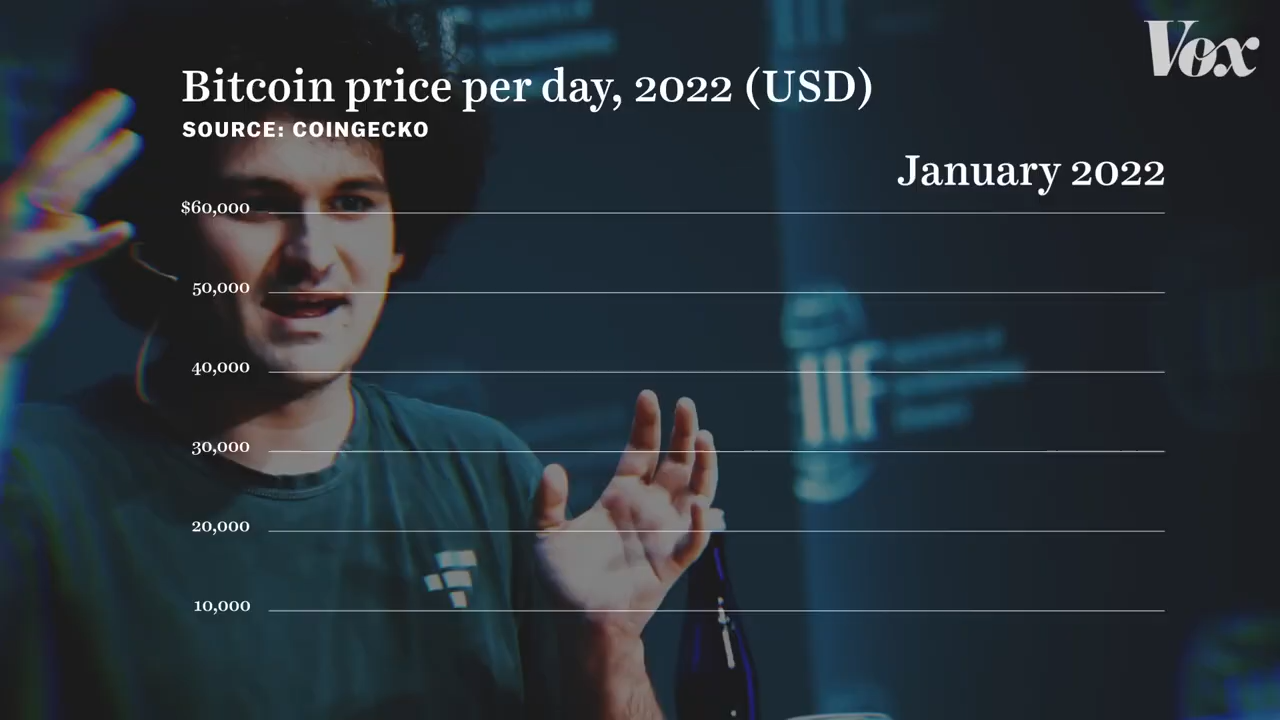 Vox
Bitcoin price per day, 2022 (USD)
SOURCE: COINGECKO
January 2022
$60,000
50,000
40,000
30,000
20,000
10,000